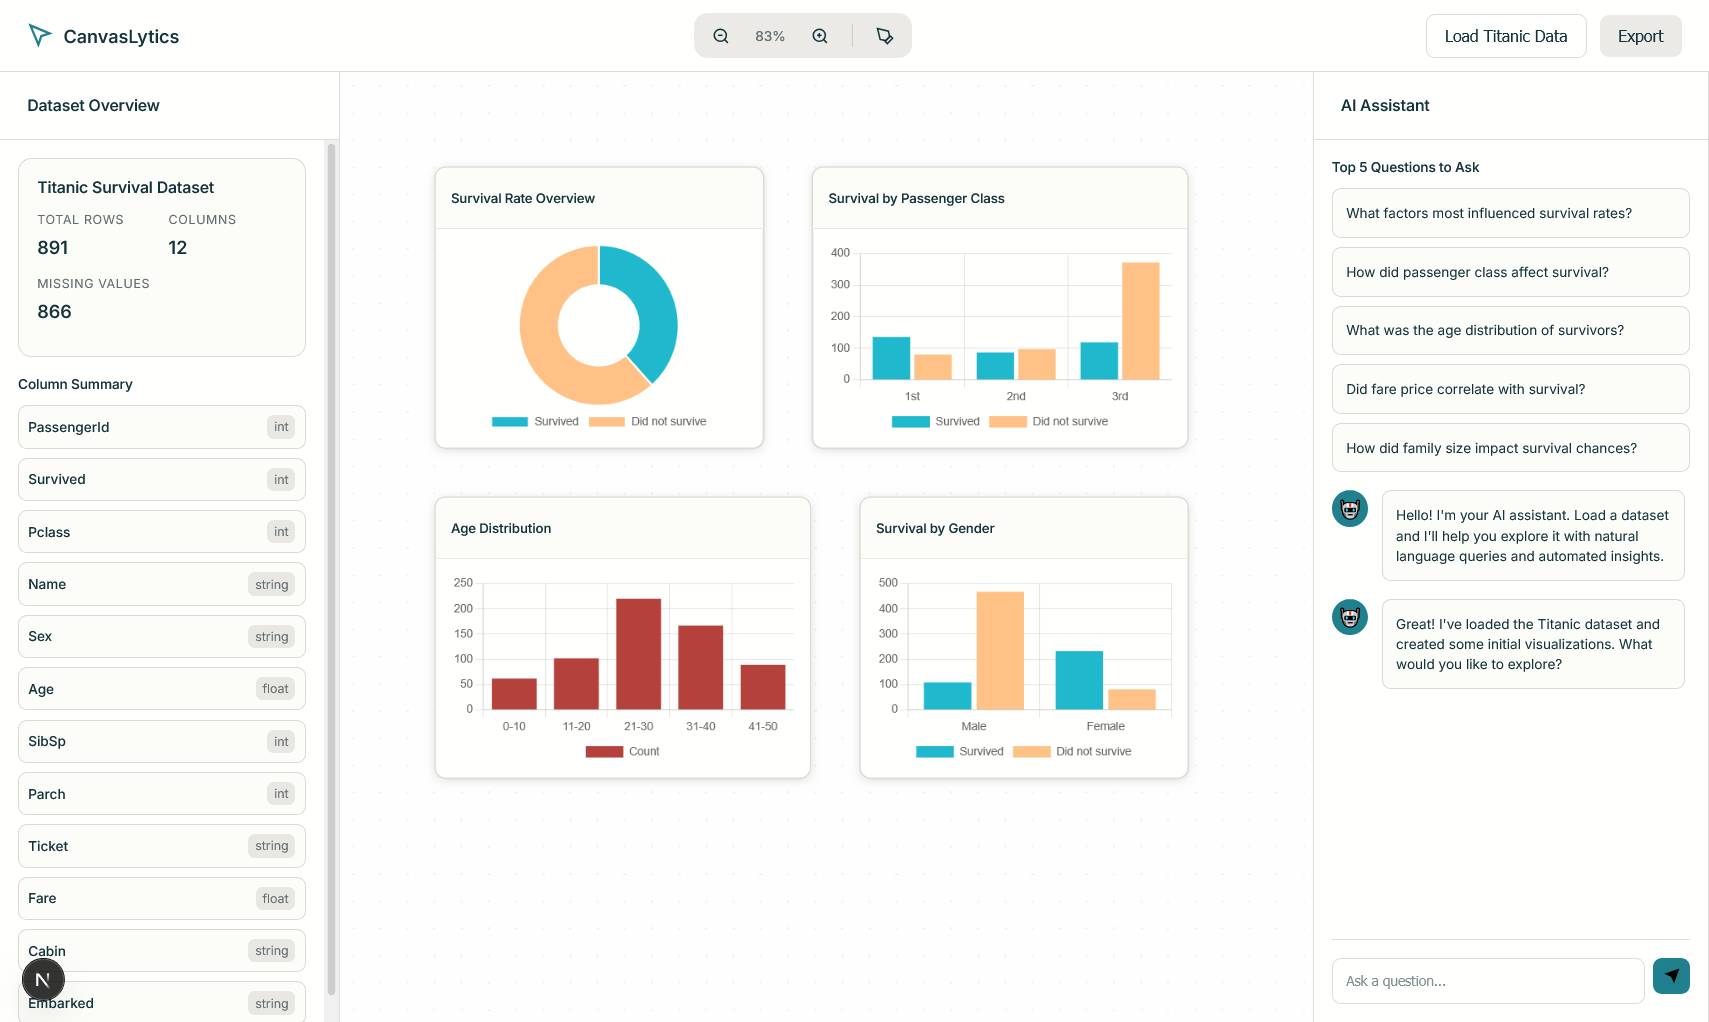 CanvasLytics
83%
Load Titanic Data
Export
Dataset Overview
Titanic Survival Dataset
TOTAL ROWS COLUMNS
891 12
MISSING VALUES
866
Column Summary
PassengerId int
Survived int
Pclass int
Name string
Sex string
Age float
SibSp int
Parch int
Ticket string
Fare float
Cabin string
N
Embarked string
Survival Rate Overview
Survived Did not survive
Survival by Passenger Class
400
300
200
100
0
1st 2nd 3rd
Survived Did not survive
Age Distribution
250
200
150
100
50
0
0-10 11-20 21-30 31-40 41-50
Count
Survival by Gender
500
400
300
200
100
0
Male Female
Survived Did not survive
AI Assistant
Top 5 Questions to Ask
What factors most influenced survival rates?
How did passenger class affect survival?
What was the age distribution of survivors?
Did fare price correlate with survival?
How did family size impact survival chances?
Hello! I'm your AI assistant. Load a dataset
and I'll help you explore it with natural
language queries and automated insights.
Great! I've loaded the Titanic dataset and
created some initial visualizations. What
would you like to explore?
Ask a question...